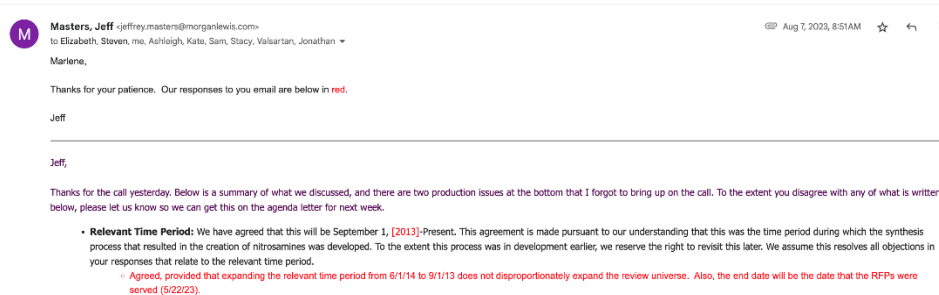 M
Masters, Jeff <jeffrey.masters@morganlewis.com>
Aug 7, 2023, 8:51AM
to Elizabeth, Steven, me, Ashleigh, Kate, Sam, Stacy, Valsartan, Jonathan
Marlene,
Thanks for your patience. Our responses to you email are below in red.
Jeff
Jeff,
Thanks for the call yesterday. Below is a summary of what we discussed, and there are two production issues at the bottom that I forgot to bring up on the call. To the extent you disagree with any of what is written
below, please let us know so we can get this on the agenda letter for next week.
• Relevant Time Period: We have agreed that this will be September 1, [2013]-Present. This agreement is made pursuant to our understanding that this was the time period during which the synthesis
process that resulted in the creation of nitrosamines was developed. To the extent this process was in development earlier, we reserve the right to revisit this later. We assume this resolves all objections in
your responses that relate to the relevant time period.
○ Agreed, provided that expanding the relevant time period from 6/1/14 to 9/1/13 does not disproportionately expand the review universe. Also, the end date will be the date that the RFPs were
served (5/22/23).